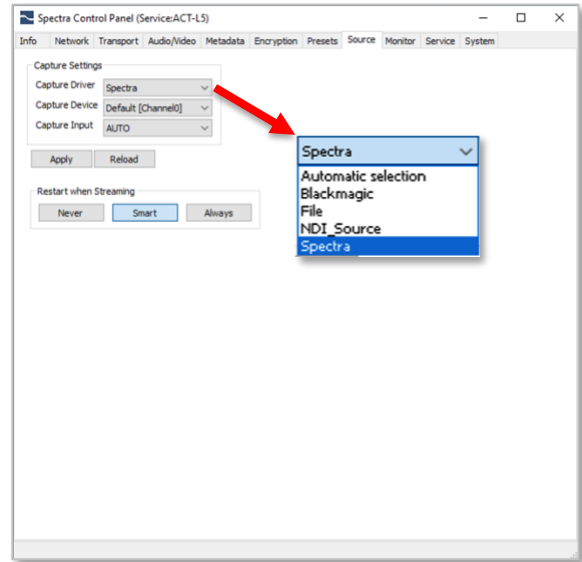 Spectra Control Panel (Service:ACT-L5)
Info Network Transport Audio/Video Metadata Encryption Presets Source Monitor Service System
Capture Settings
Capture Driver Spectra
Capture Device Default [Channel0]
Capture Input AUTO
Apply Reload
Restart when Streaming
Never Smart Always
Spectra
Automatic selection
Blackmagic
File
NDI_Source
Spectra